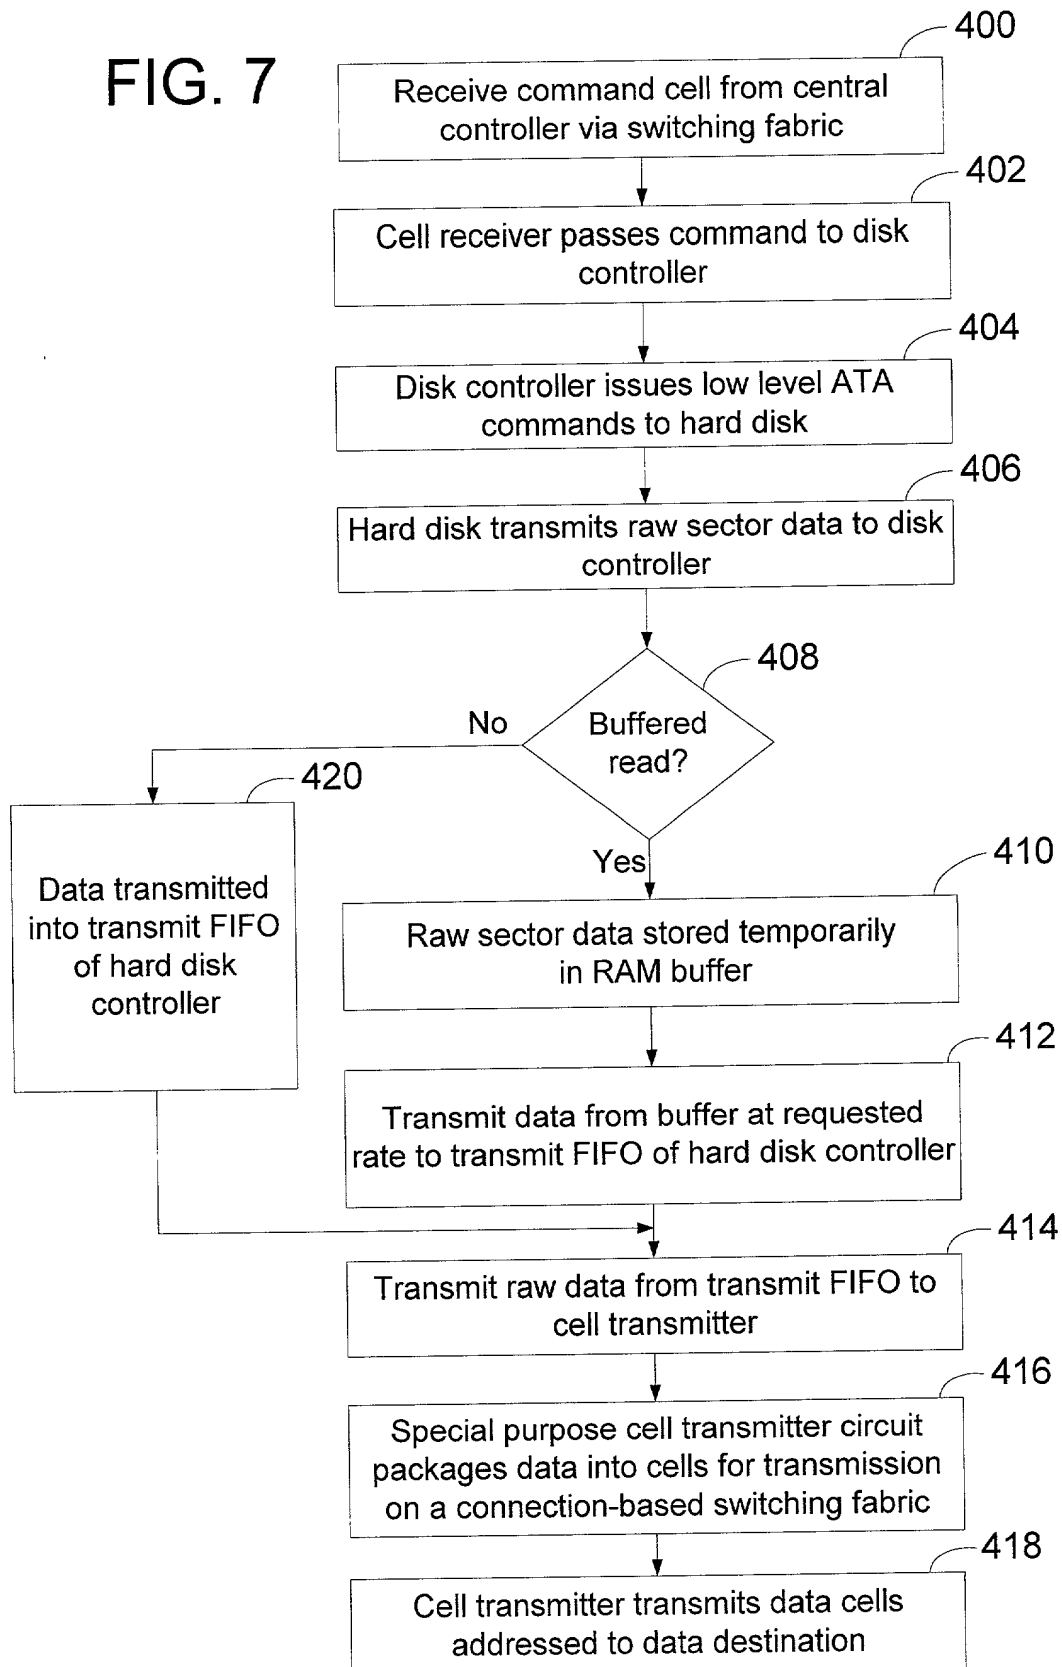 FIG. 7
400
Receive command cell from central
controller via switching fabric
402
Cell receiver passes command to disk
controller
404
Disk controller issues low level ATA
commands to hard disk
406
Hard disk transmits raw sector data to disk
controller
408
Buffered
read?
No
Yes
420
Data transmitted
into transmit FIFO
of hard disk
controller
410
Raw sector data stored temporarily
in RAM buffer
412
Transmit data from buffer at requested
rate to transmit FIFO of hard disk controller
414
Transmit raw data from transmit FIFO to
cell transmitter
416
Special purpose cell transmitter circuit
packages data into cells for transmission
on a connection-based switching fabric
418
Cell transmitter transmits data cells
addressed to data destination